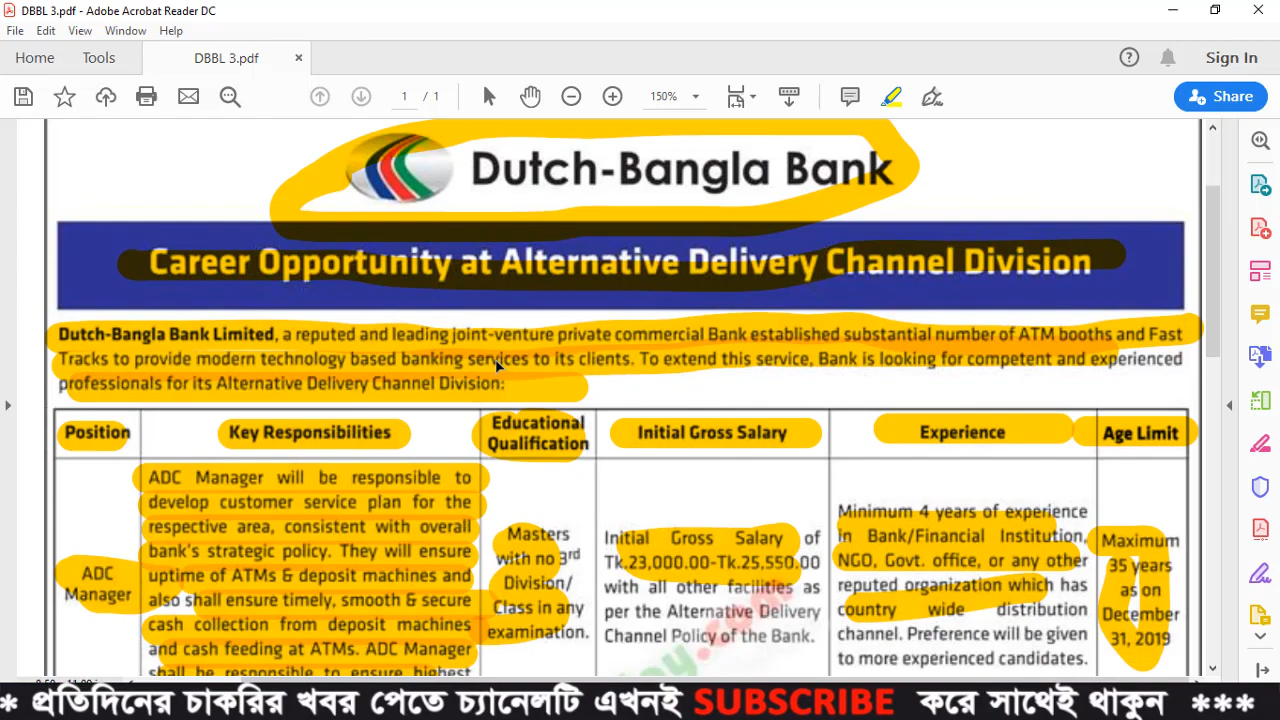 DBBL 3.pdf - Adobe Acrobat Reader DC
File Edit View Window Help
Home Tools DBBL 3.pdf × Sign In
1 / 1 150% Share
Dutch-Bangla Bank
Career Opportunity at Alternative Delivery Channel Division
Dutch-Bangla Bank Limited, a reputed and leading joint-venture private commercial Bank established substantial number of ATM booths and Fast
Tracks to provide modern technology based banking services to its clients. To extend this service, Bank is looking for competent and experienced
professionals for its Alternative Delivery Channel Division:
Position
Key Responsibilities
Educational
Qualification
Initial Gross Salary
Experience
Age Limit
ADC
Manager
ADC Manager will be responsible to
develop customer service plan for the
respective area, consistent with overall
bank's strategic policy. They will ensure
uptime of ATMs & deposit machines and
also shall ensure timely, smooth & secure
cash collection from deposit machines
and cash feeding at ATMs. ADC Manager
shall be responsible to ensure highest
Masters
with no 3rd
Division/
Class in any
examination.
Initial Gross Salary of
Tk.23,000.00-Tk.25,550.00
with all other facilities as
per the Alternative Delivery
Channel Policy of the Bank.
Minimum 4 years of experience
in Bank/Financial Institution,
NGO, Govt. office, or any other
reputed organization which has
country wide distribution
channel. Preference will be given
to more experienced candidates.
Maximum
35 years
as on
December
31, 2019
* প্রতিদিনের চাকরির খবর পেতে চ্যানেলটি এখনই SUBSCRIBE করে সাথেই থাকুন ***